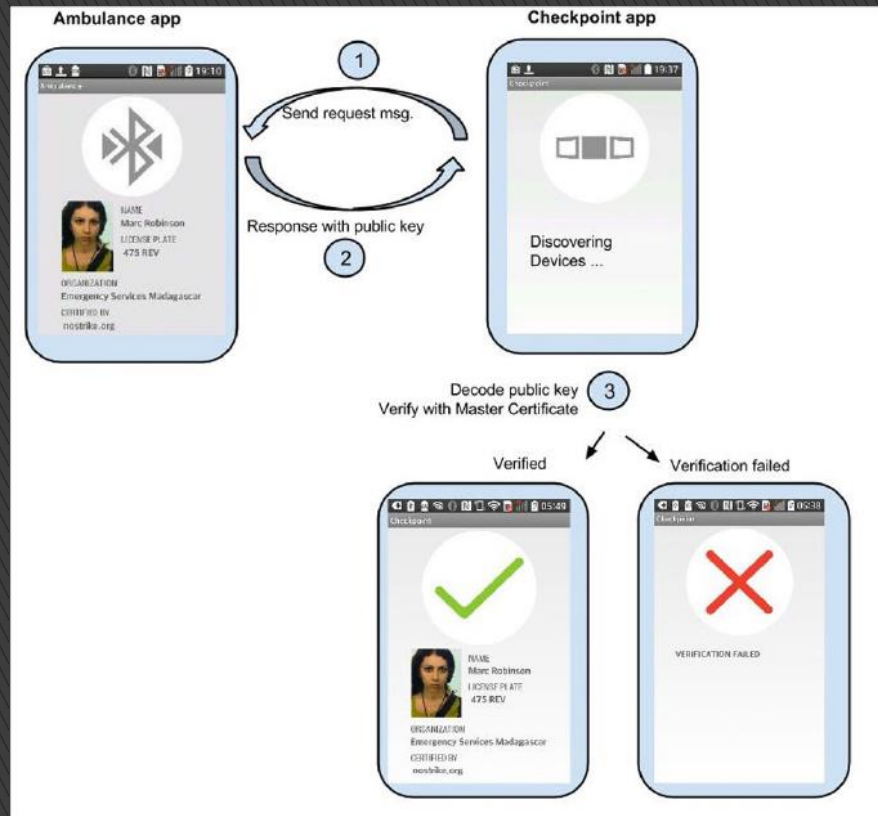 Ambulance app
Checkpoint app
19:10
Ambulance
NAME
Marc Robinson
LICENSE PLATE
475 REV
ORGANIZATION
Emergency Services Madagascar
CERTIFIED BY
nostrike.org
1
Send request msg.
Response with public key
2
19:37
Checkpoint
Discovering
Devices ...
Decode public key
Verify with Master Certificate
3
Verified
Verification failed
05:49
Checkpoint
NAME
Marc Robinson
LICENSE PLATE
475 REV
ORGANIZATION
Emergency Services Madagascar
CERTIFIED BY
nostrike.org
05:38
Checkpoint
VERIFICATION FAILED